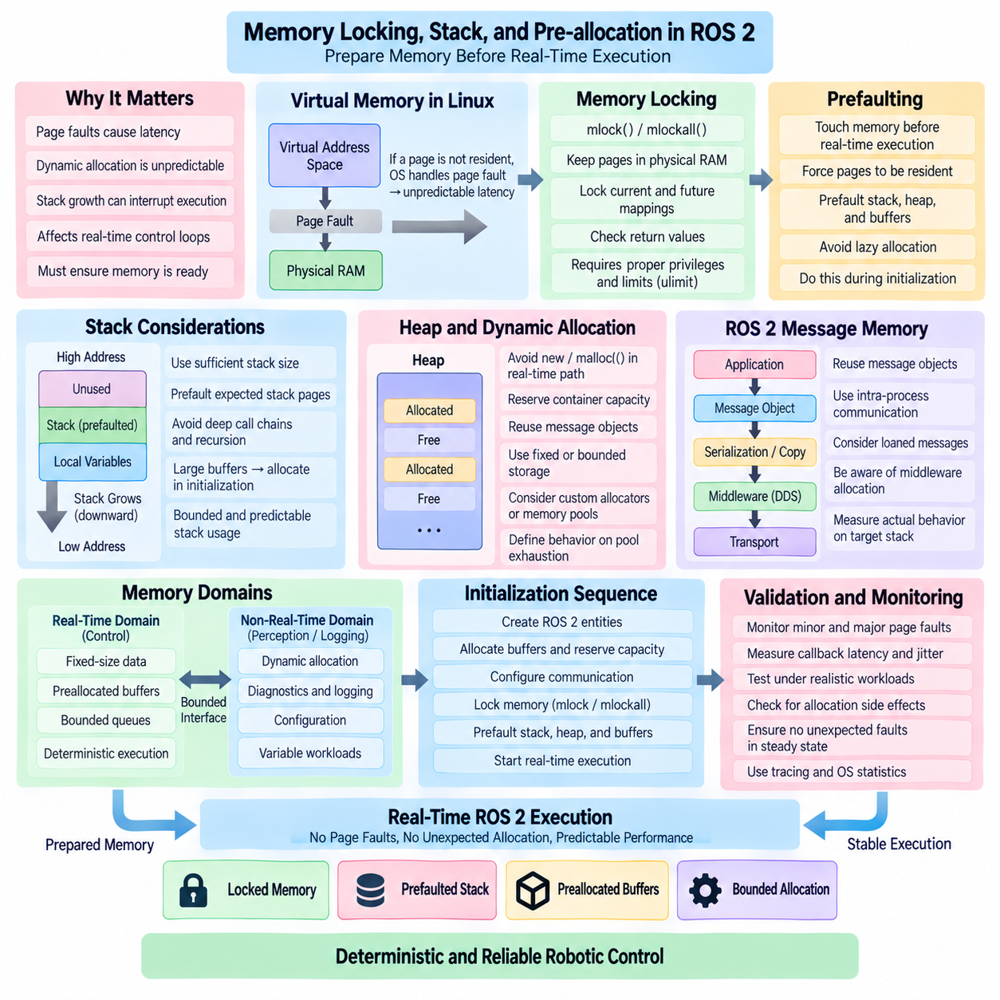 Memory Locking, Stack, and Pre-allocation in ROS 2
Prepare Memory Before Real-Time Execution
Why It Matters
Page faults cause latency
Dynamic allocation is unpredictable
Stack growth can interrupt execution
Affects real-time control loops
Must ensure memory is ready
Virtual Memory in Linux
Virtual Address
Space
Page Fault
Physical RAM
If a page is not resident,
OS handles page fault
→ unpredictable latency
Memory Locking
mlock() / mlockall()
Keep pages in physical RAM
Lock current and future
mappings
Check return values
Requires proper privileges
and limits (ulimit)
Prefaulting
Touch memory before
real-time execution
Force pages to be resident
Prefault stack, heap,
and buffers
Avoid lazy allocation
Do this during initialization
Stack Considerations
High Address
Unused
Stack (prefaulted)
Local Variables
Stack Grows
(downward)
Low Address
Use sufficient stack size
Prefault expected stack pages
Avoid deep call chains
and recursion
Large buffers → allocate
in initialization
Bounded and predictable
stack usage
Heap and Dynamic Allocation
Heap
Allocated
Free
Allocated
Free
...
Avoid new / malloc(() in
real-time path
Reserve container capacity
Reuse message objects
Use fixed or bounded
storage
Consider custom allocators
or memory pools
Define behavior on pool
exhaustion
ROS 2 Message Memory
Application
Message Object
Serialization / Copy
Middleware (DDS)
Transport
Reuse message objects
Use intra-process
communication
Consider loaned messages
Be aware of middleware
allocation
Measure actual behavior
on target stack
Memory Domains
Real-Time Domain
(Control)
Fixed-size data
Preallocated buffers
Bounded queues
Deterministic execution
Bounded
Interface
Non-Real-Time Domain
(Perception / Logging)
Dynamic allocation
Diagnostics and logging
Configuration
Variable workloads
Initialization Sequence
Create ROS 2 entities
Allocate buffers and reserve capacity
Configure communication
Lock memory (mlock / mlockall)
Prefault stack, heap, and buffers
Start real-time execution
Validation and Monitoring
Monitor minor and major page faults
Measure callback latency and jitter
Test under realistic workloads
Check for allocation side effects
Ensure no unexpected faults
in steady state
Use tracing and OS statistics
Prepared Memory
Real-Time ROS 2 Execution
No Page Faults, No Unexpected Allocation, Predictable Performance
Stable Execution
Locked Memory
Prefaulted Stack
Preallocated Buffers
Bounded Allocation
Deterministic and Reliable Robotic Control